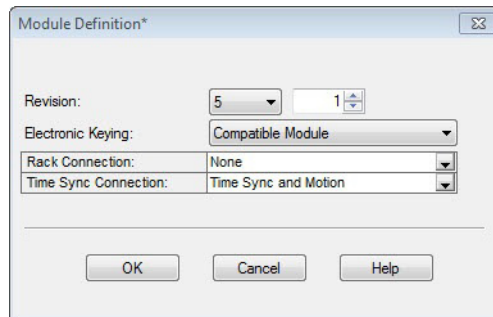 Module Definition*
Revision: 5 1
Electronic Keying: Compatible Module
Rack Connection: None
Time Sync Connection: Time Sync and Motion
OK Cancel Help